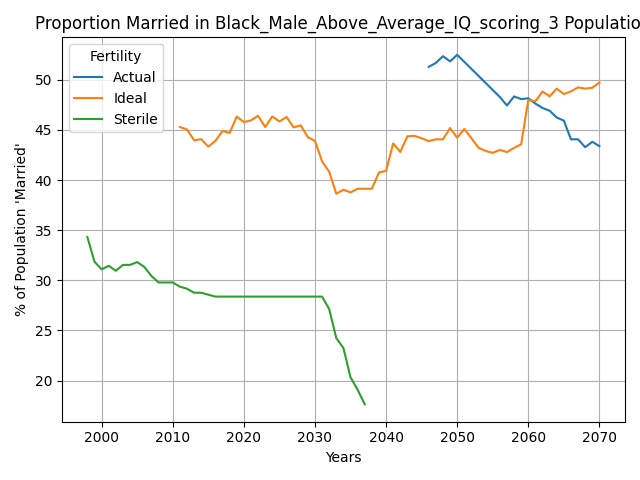 Proportion Married in Black_Male_Above_Average_IQ_scoring_3 Populatio
Fertility
Actual
Ideal
Sterile
% of Population 'Married'
50
45
40
35
30
25
20
2000 2010 2020 2030 2040 2050 2060 2070
Years